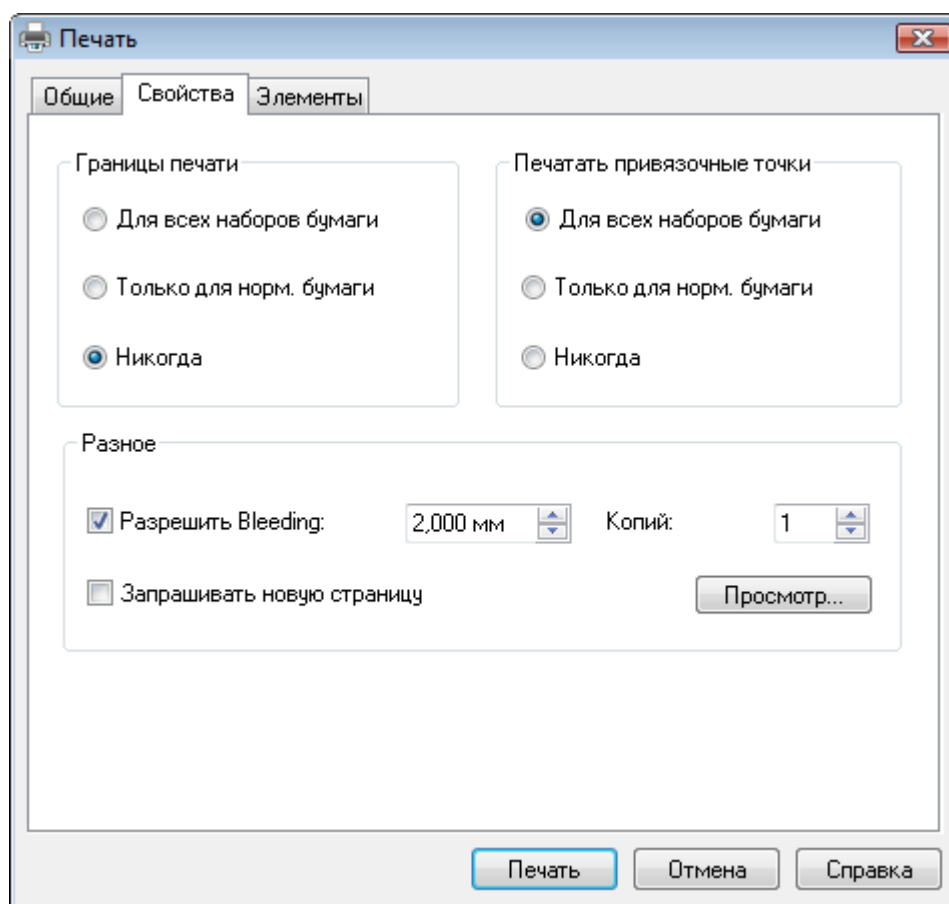 Печать
Общие Свойства Элементы
Границы печати
Для всех наборов бумаги
Только для норм. бумаги
Никогда
Печатать привязочные точки
Для всех наборов бумаги
Только для норм. бумаги
Никогда
Разное
Разрешить Bleeding: 2,000 мм Копий: 1
Запрашивать новую страницу Просмотр...
Печать Отмена Справка